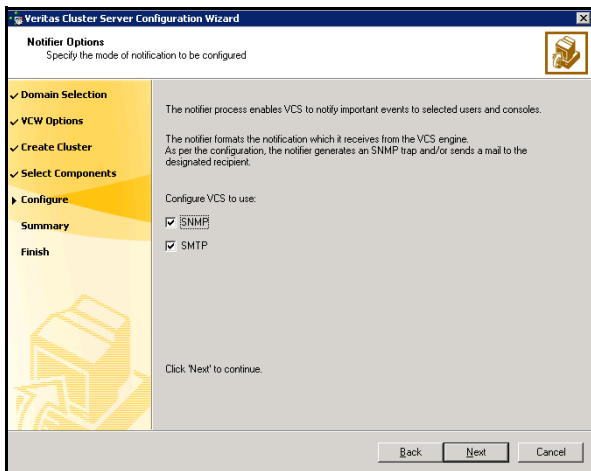 Veritas Cluster Server Configuration Wizard
Notifier Options
Specify the mode of notification to be configured
Domain Selection
VCW Options
Create Cluster
Select Components
Configure
Summary
Finish
The notifier process enables VCS to notify important events to selected users and consoles.
The notifier formats the notification which it receives from the VCS engine.
As per the configuration, the notifier generates an SNMP trap and/or sends a mail to the
designated recipient.
Configure VCS to use:
SNMP
SMTP
Click 'Next' to continue.
Back
Next
Cancel